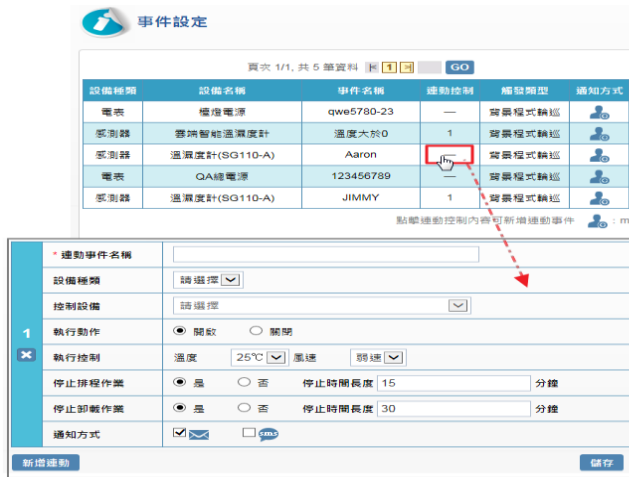 事件設定
頁次 1/1, 共 5 筆資料 1 GO
設備種類 設備名稱 事件名稱 連動控制 觸發類型 通知方式
電表 檯燈電源 qwe5780-23 — 背景程式輪巡
感測器 雲端智能溫濕度計 溫度大於0 1 背景程式輪巡
感測器 溫濕度計(SG110-A) Aaron — 背景程式輪巡
電表 QA總電源 123456789 — 背景程式輪巡
感測器 溫濕度計(SG110-A) JIMMY 1 背景程式輪巡
點擊連動控制內容可新增連動事件 : m
* 連動事件名稱
設備種類 請選擇
控制設備 請選擇
1
執行動作 開啟 關閉
執行控制 溫度 25℃ 風速 弱速
停止排程作業 是 否 停止時間長度 15 分鐘
停止卸載作業 是 否 停止時間長度 30 分鐘
通知方式 sms
新增連動 儲存